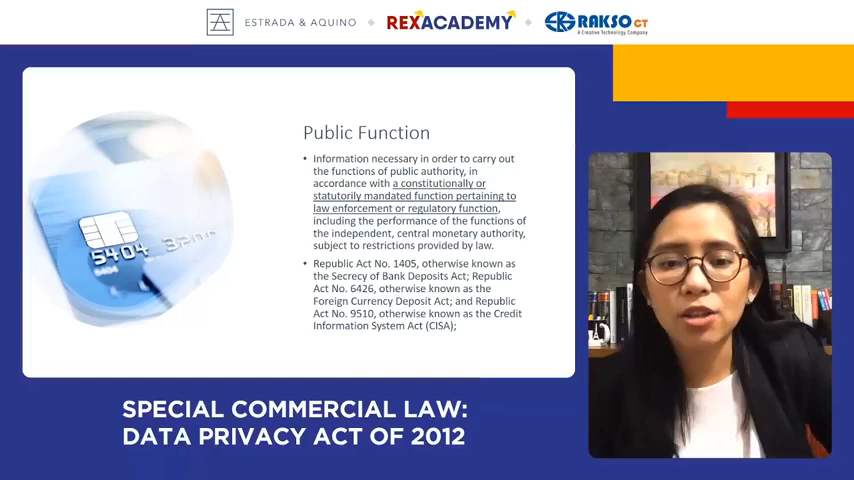 ESTRADA & AQUINO
REXACADEMY
RAKSO CT
A Creative Technology Company
Public Function
• Information necessary in order to carry out
the functions of public authority, in
accordance with a constitutionally or
statutorily mandated function pertaining to
law enforcement or regulatory function,
including the performance of the functions of
the independent, central monetary authority,
subject to restrictions provided by law.
• Republic Act No. 1405, otherwise known as
the Secrecy of Bank Deposits Act; Republic
Act No. 6426, otherwise known as the
Foreign Currency Deposit Act; and Republic
Act No. 9510, otherwise known as the Credit
Information System Act (CISA);
5404
SPECIAL COMMERCIAL LAW:
DATA PRIVACY ACT OF 2012